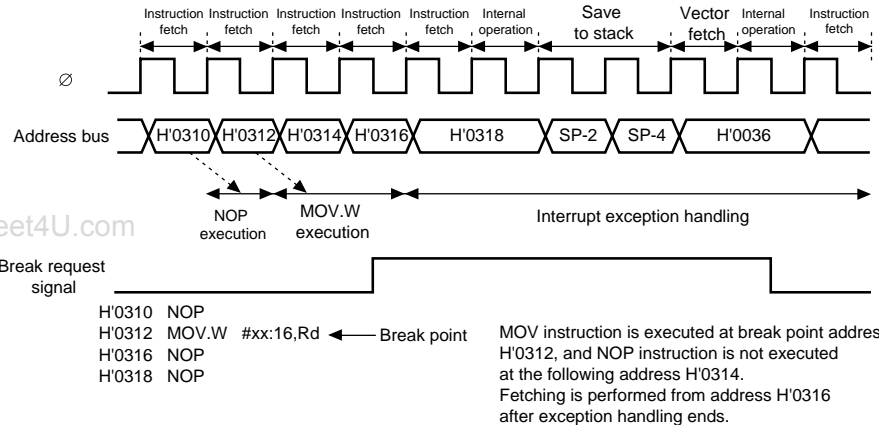 Instruction fetch
Instruction fetch
Instruction fetch
Instruction fetch
Instruction fetch
Internal operation
Save to stack
Vector fetch
Internal operation
Instruction fetch
∅
Address bus
H'0310
H'0312
H'0314
H'0316
H'0318
SP-2
SP-4
H'0036
NOP execution
MOV.W execution
Interrupt exception handling
eet4U.com
Break request signal
H'0310 NOP
H'0312 MOV.W #xx:16,Rd
Break point
H'0316 NOP
H'0318 NOP
MOV instruction is executed at break point addres
H'0312, and NOP instruction is not executed
at the following address H'0314.
Fetching is performed from address H'0316
after exception handling ends.